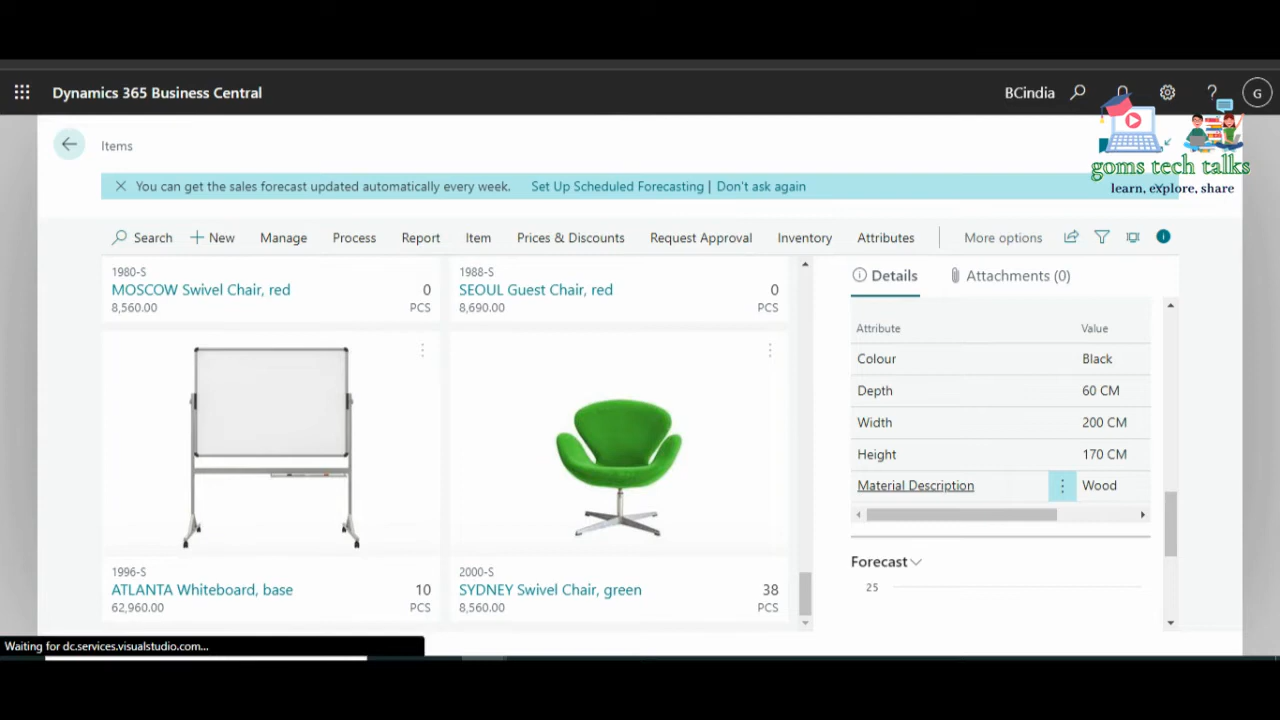 Dynamics 365 Business Central
BCindia
?
G
goms tech talks
learn, explore, share
Items
You can get the sales forecast updated automatically every week. Set Up Scheduled Forecasting | Don't ask again
Search New Manage Process Report Item Prices & Discounts Request Approval Inventory Attributes More options
1980-S
MOSCOW Swivel Chair, red 0
8,560.00 PCS
1988-S
SEOUL Guest Chair, red 0
8,690.00 PCS
1996-S
ATLANTA Whiteboard, base 10
62,960.00 PCS
2000-S
SYDNEY Swivel Chair, green 38
8,560.00 PCS
Details Attachments (0)
Attribute Value
Colour Black
Depth 60 CM
Width 200 CM
Height 170 CM
Material Description Wood
Forecast
25
Waiting for dc.services.visualstudio.com...